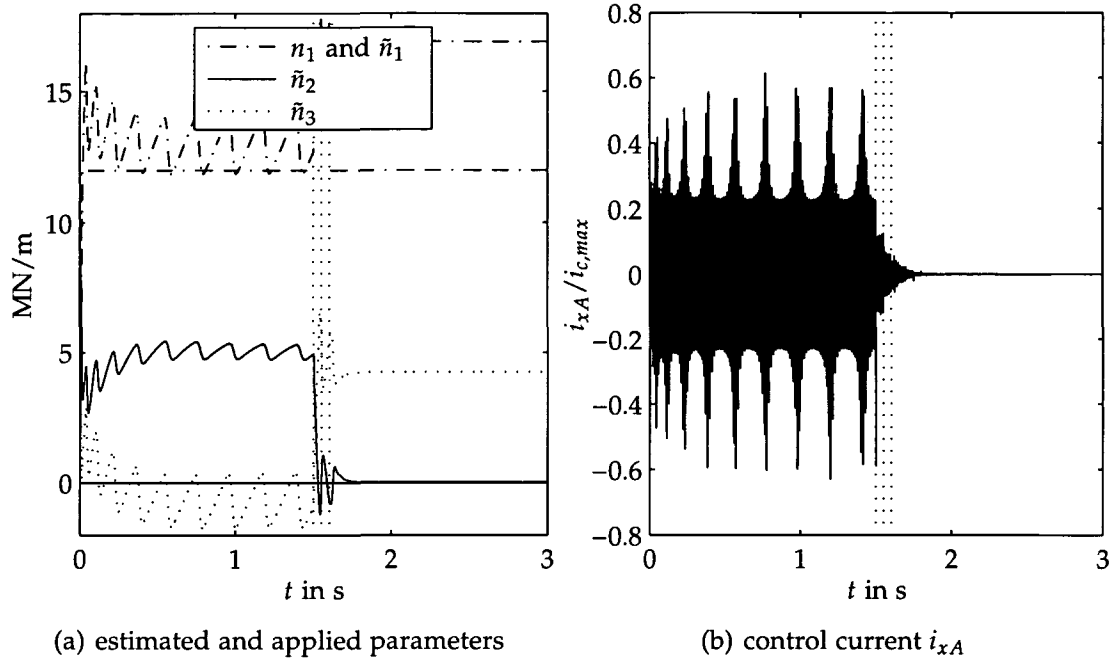 n₁ and ñ₁
ñ₂
ñ₃
15
10
5
0
MN/m
0
1
2
3
t in s
(a) estimated and applied parameters
0.8
0.6
0.4
0.2
0
−0.2
−0.4
−0.6
−0.8
i_{xA}/i_{c,max}
0
1
2
3
t in s
(b) control current i_{xA}